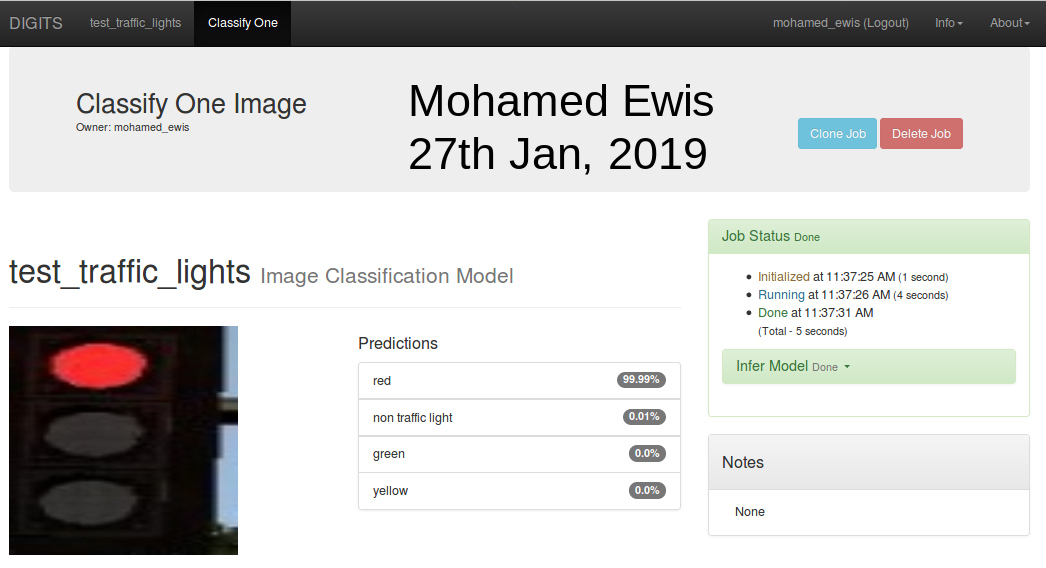 DIGITS test_traffic_lights Classify One mohamed_ewis (Logout) Info About
Classify One Image
Owner: mohamed_ewis
Mohamed Ewis
27th Jan, 2019
Clone Job Delete Job
test_traffic_lights Image Classification Model
Predictions
red 99.99%
non traffic light 0.01%
green 0.0%
yellow 0.0%
Job Status Done
Initialized at 11:37:25 AM (1 second)
Running at 11:37:26 AM (4 seconds)
Done at 11:37:31 AM
(Total - 5 seconds)
Infer Model Done
Notes
None